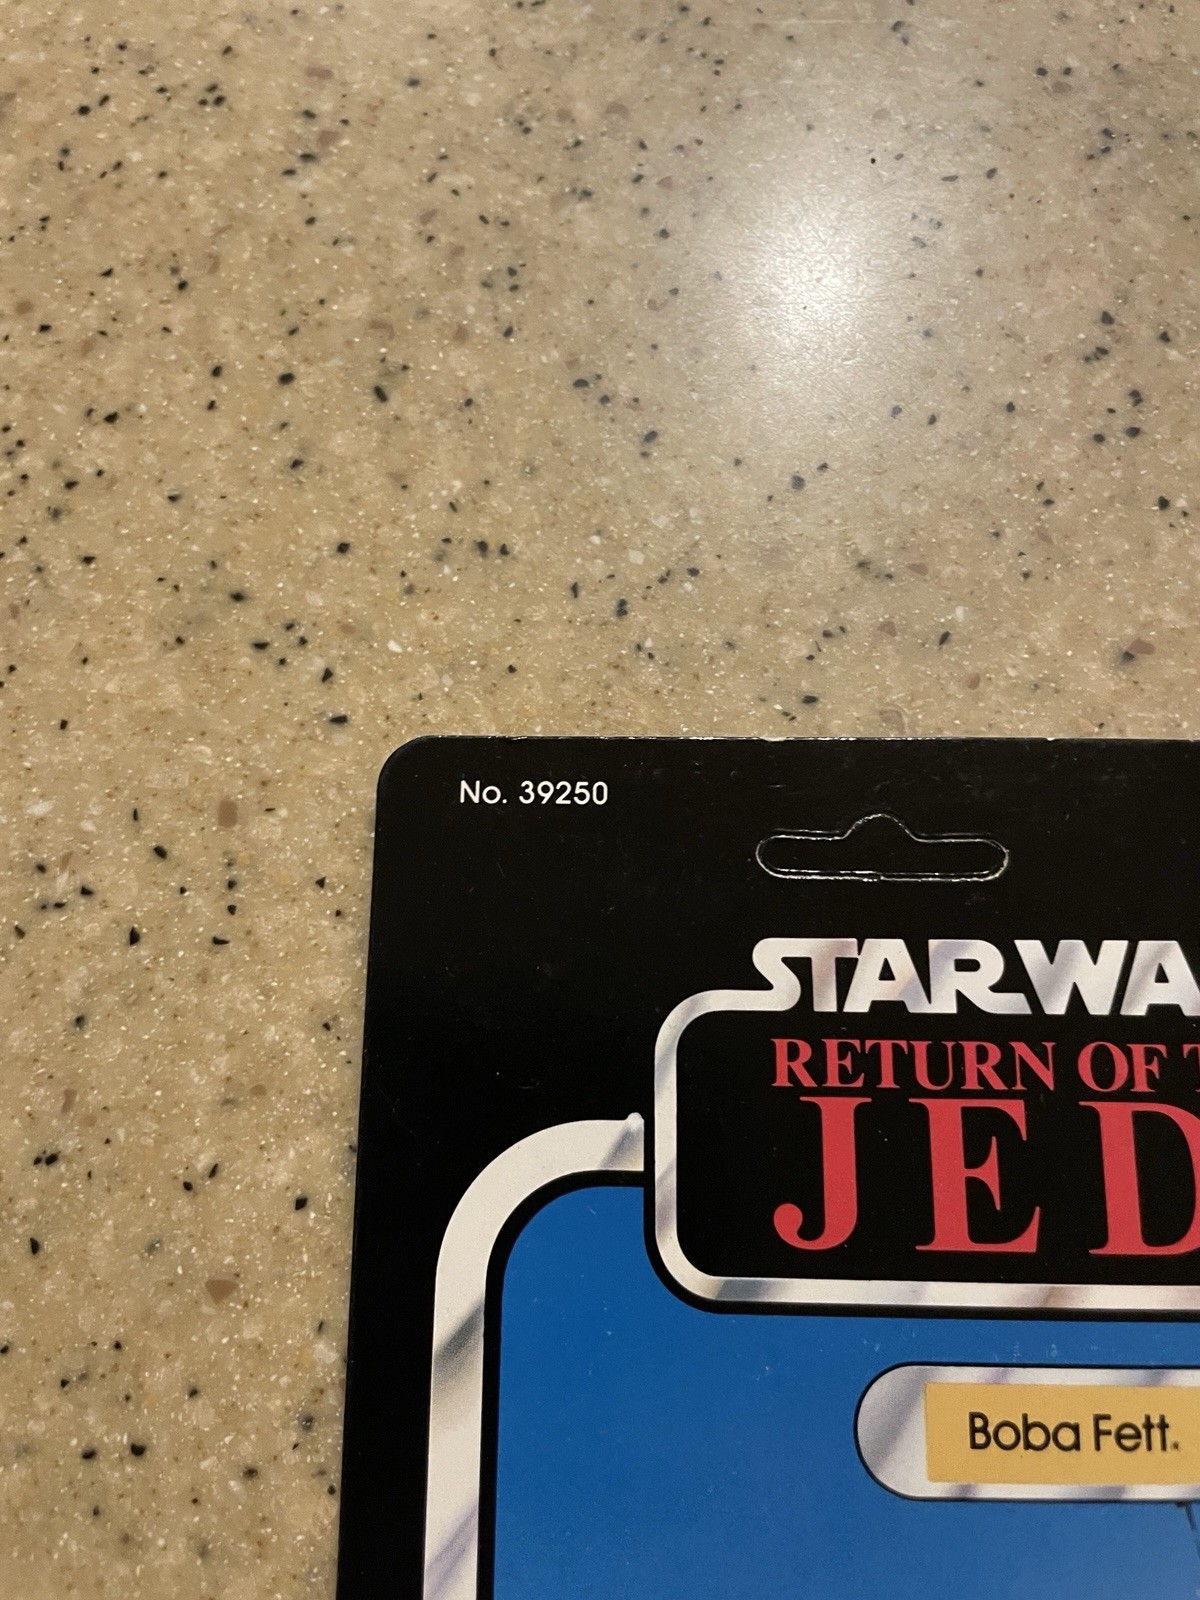 No. 39250
STAR WA
RETURN OF T
JED
Boba Fett.